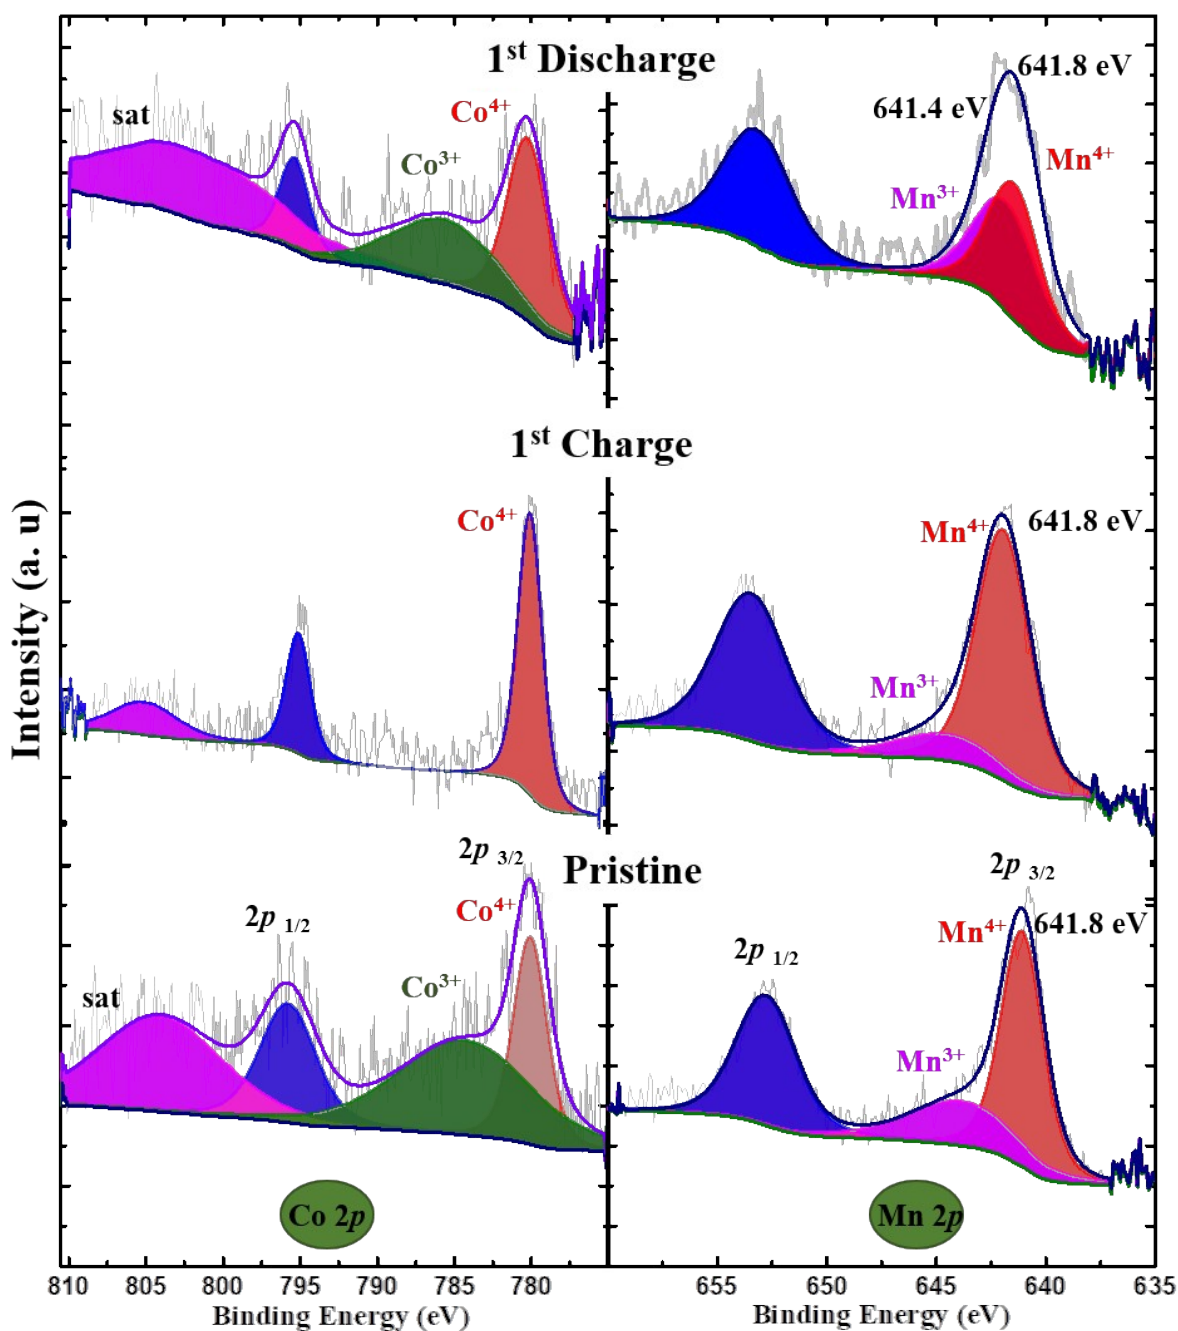 1st Discharge
641.8 eV
641.4 eV
sat
Co4+
Co3+
Mn4+
Mn3+
1st Charge
Co4+
Mn4+
641.8 eV
Mn3+
Intensity (a. u)
2p 3/2
Pristine
2p 3/2
2p 1/2
Co4+
Mn4+
641.8 eV
2p 1/2
sat
Co3+
Mn3+
Co 2p
Mn 2p
810 805 800 795 790 785 780
655 650 645 640 635
Binding Energy (eV)
Binding Energy (eV)